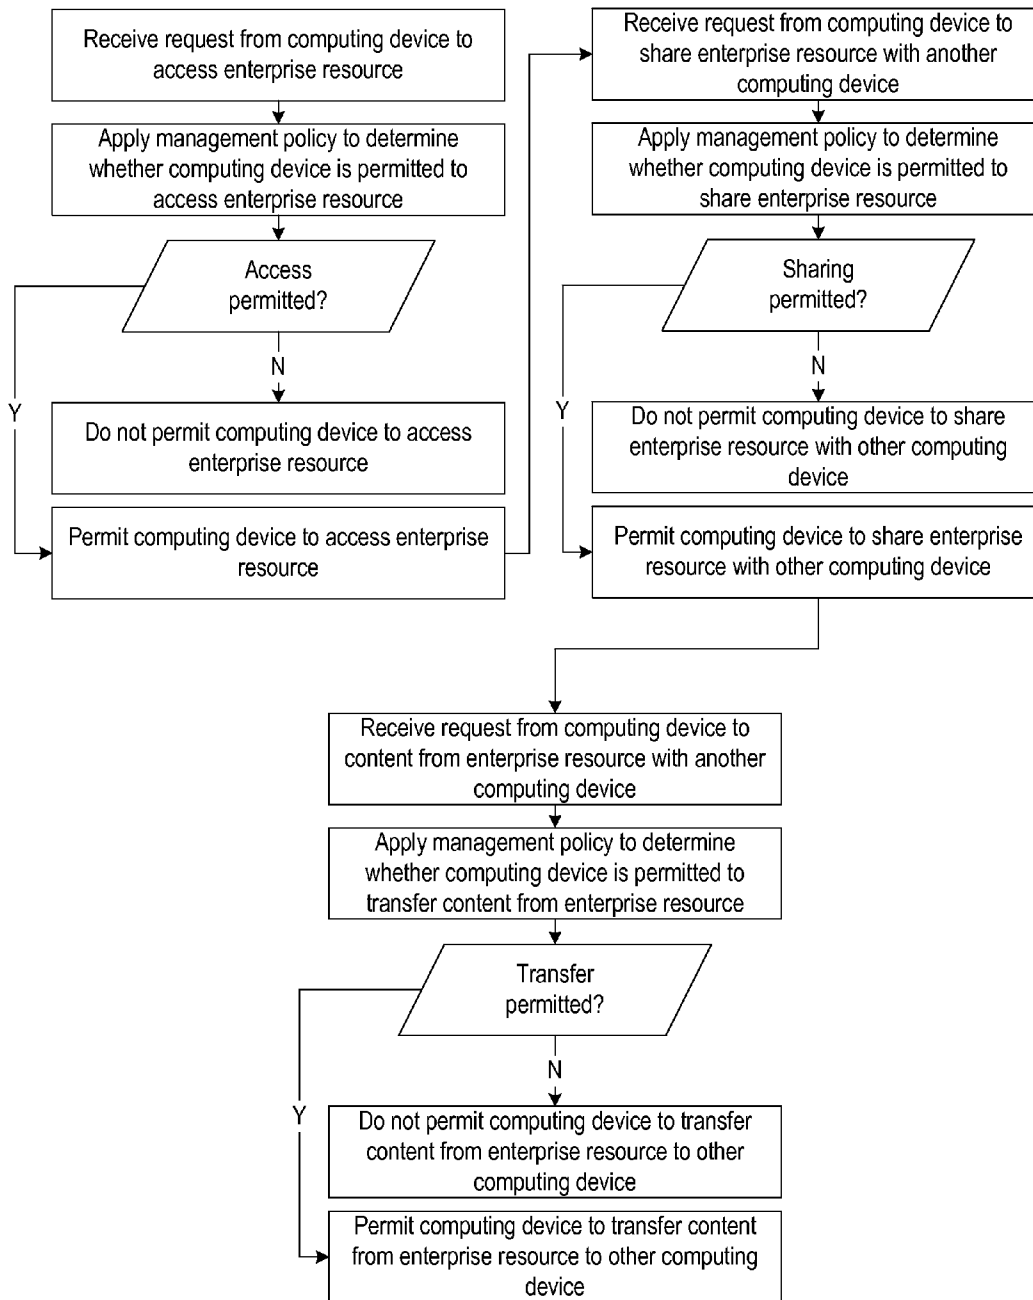 Receive request from computing device to
access enterprise resource
Apply management policy to determine
whether computing device is permitted to
access enterprise resource
Access
permitted?
N
Y
Do not permit computing device to access
enterprise resource
Permit computing device to access enterprise
resource
Receive request from computing device to
share enterprise resource with another
computing device
Apply management policy to determine
whether computing device is permitted to
share enterprise resource
Sharing
permitted?
N
Y
Do not permit computing device to share
enterprise resource with other computing
device
Permit computing device to share enterprise
resource with other computing device
Receive request from computing device to
content from enterprise resource with another
computing device
Apply management policy to determine
whether computing device is permitted to
transfer content from enterprise resource
Transfer
permitted?
N
Y
Do not permit computing device to transfer
content from enterprise resource to other
computing device
Permit computing device to transfer content
from enterprise resource to other computing
device